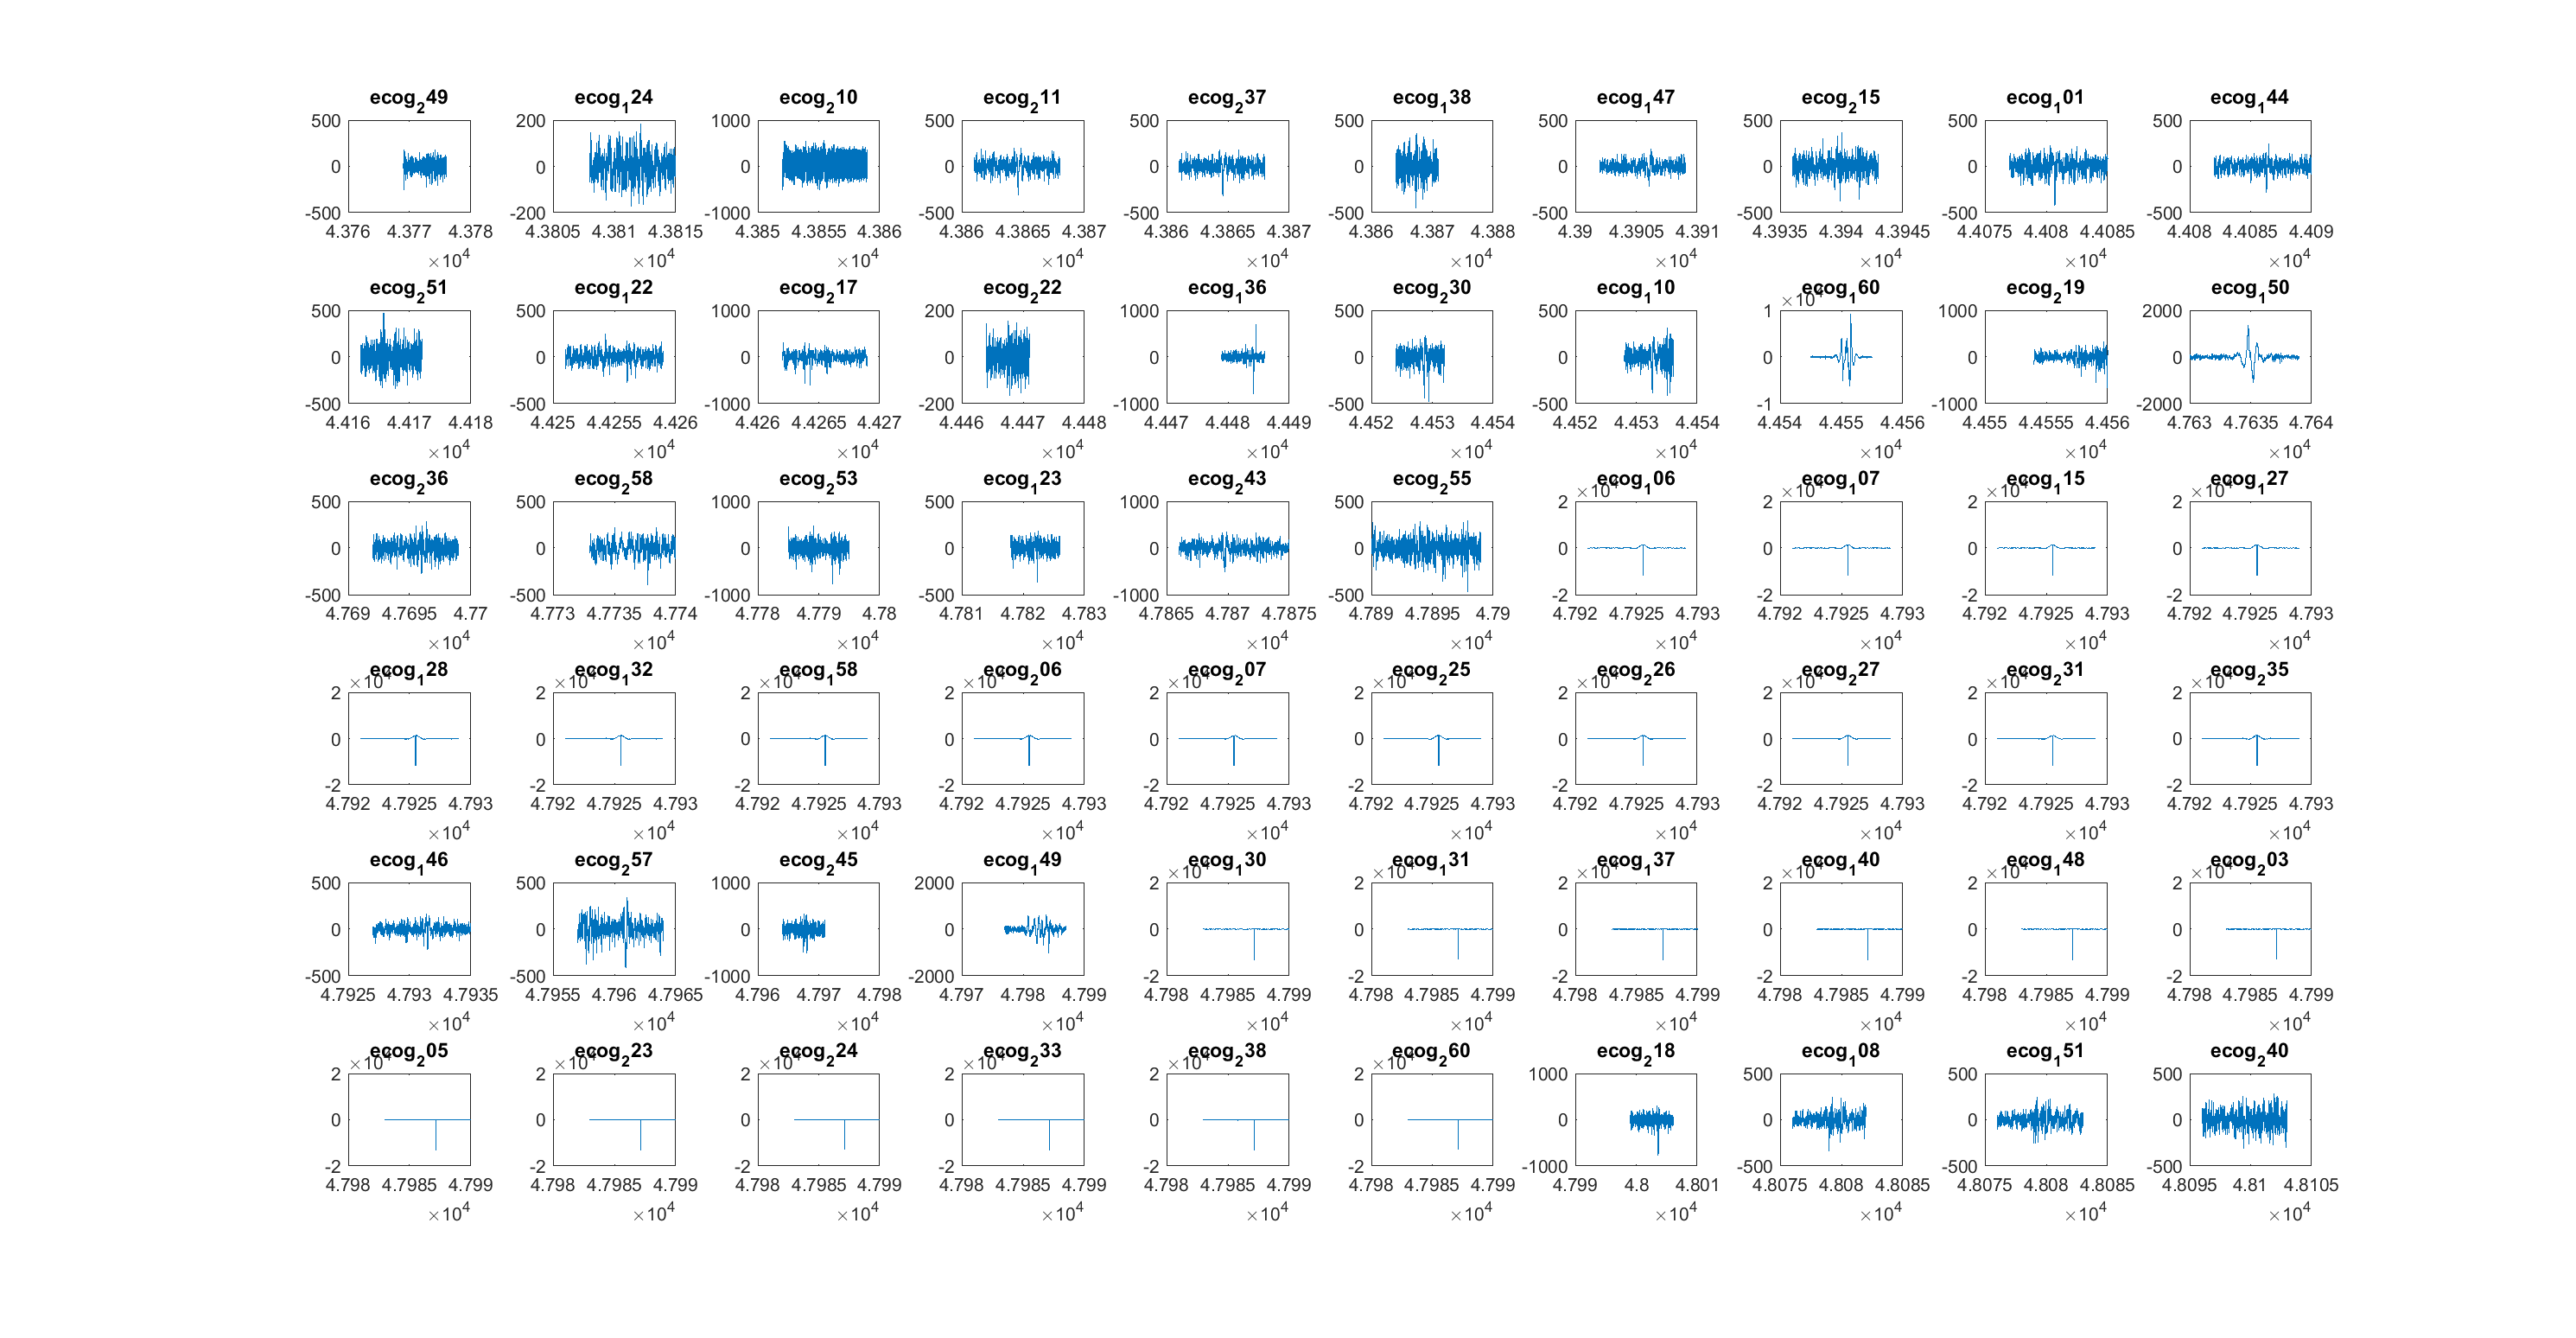 ecog₂49 ecog₁24 ecog₂10 ecog₂11 ecog₂37 ecog₁38 ecog₁47 ecog₂15 ecog₁01 ecog₁44
500 200 1000 500 500 500 500 500 500 500
0 0 0 0 0 0 0 0 0 0
-500 -200 -1000 -500 -500 -500 -500 -500 -500 -500
4.376 4.377 4.378 4.3805 4.381 4.3815 4.385 4.3855 4.386 4.386 4.3865 4.387 4.386 4.3865 4.387 4.386 4.387 4.388 4.39 4.3905 4.391 4.3935 4.394 4.3945 4.4075 4.408 4.4085 4.408 4.4085 4.409
×10⁴ ×10⁴ ×10⁴ ×10⁴ ×10⁴ ×10⁴ ×10⁴ ×10⁴ ×10⁴ ×10⁴
ecog₂51 ecog₁22 ecog₂17 ecog₂22 ecog₁36 ecog₂30 ecog₁10 ecog₁60 ecog₂19 ecog₁50
×10⁴
500 500 1000 200 1000 500 500 1 1000 2000
0 0 0 0 0 0 0 0 0 0
-500 -500 -1000 -200 -1000 -500 -500 -1 -1000 -2000
4.416 4.417 4.418 4.425 4.4255 4.426 4.426 4.4265 4.427 4.446 4.447 4.448 4.447 4.448 4.449 4.452 4.453 4.454 4.452 4.453 4.454 4.454 4.455 4.456 4.455 4.4555 4.456 4.763 4.7635 4.764
×10⁴ ×10⁴ ×10⁴ ×10⁴ ×10⁴ ×10⁴ ×10⁴ ×10⁴ ×10⁴ ×10⁴
ecog₂36 ecog₂58 ecog₂53 ecog₁23 ecog₂43 ecog₂55 ecog₁06 ecog₁07 ecog₁15 ecog₁27
×10⁴ ×10⁴ ×10⁴ ×10⁴
500 500 1000 500 1000 500 2 2 2 2
0 0 0 0 0 0 0 0 0 0
-500 -500 -1000 -500 -1000 -500 -2 -2 -2 -2
4.769 4.7695 4.77 4.773 4.7735 4.774 4.778 4.779 4.78 4.781 4.782 4.783 4.7865 4.787 4.7875 4.789 4.7895 4.79 4.792 4.7925 4.793 4.792 4.7925 4.793 4.792 4.7925 4.793 4.792 4.7925 4.793
×10⁴ ×10⁴ ×10⁴ ×10⁴ ×10⁴ ×10⁴ ×10⁴ ×10⁴ ×10⁴ ×10⁴
ecog₁28 ecog₁32 ecog₁58 ecog₂06 ecog₂07 ecog₂25 ecog₂26 ecog₂27 ecog₂31 ecog₂35
×10⁴ ×10⁴ ×10⁴ ×10⁴ ×10⁴ ×10⁴ ×10⁴ ×10⁴ ×10⁴ ×10⁴
2 2 2 2 2 2 2 2 2 2
0 0 0 0 0 0 0 0 0 0
-2 -2 -2 -2 -2 -2 -2 -2 -2 -2
4.792 4.7925 4.793 4.792 4.7925 4.793 4.792 4.7925 4.793 4.792 4.7925 4.793 4.792 4.7925 4.793 4.792 4.7925 4.793 4.792 4.7925 4.793 4.792 4.7925 4.793 4.792 4.7925 4.793 4.792 4.7925 4.793
×10⁴ ×10⁴ ×10⁴ ×10⁴ ×10⁴ ×10⁴ ×10⁴ ×10⁴ ×10⁴ ×10⁴
ecog₁46 ecog₂57 ecog₂45 ecog₁49 ecog₁30 ecog₁31 ecog₁37 ecog₁40 ecog₁48 ecog₂03
×10⁴ ×10⁴ ×10⁴ ×10⁴ ×10⁴ ×10⁴
500 500 1000 2000 2 2 2 2 2 2
0 0 0 0 0 0 0 0 0 0
-500 -500 -1000 -2000 -2 -2 -2 -2 -2 -2
4.7925 4.793 4.7935 4.7955 4.796 4.7965 4.796 4.797 4.798 4.797 4.798 4.799 4.798 4.7985 4.799 4.798 4.7985 4.799 4.798 4.7985 4.799 4.798 4.7985 4.799 4.798 4.7985 4.799 4.798 4.7985 4.799
×10⁴ ×10⁴ ×10⁴ ×10⁴ ×10⁴ ×10⁴ ×10⁴ ×10⁴ ×10⁴ ×10⁴
ecog₂05 ecog₂23 ecog₂24 ecog₂33 ecog₂38 ecog₂60 ecog₂18 ecog₁08 ecog₁51 ecog₂40
×10⁴ ×10⁴ ×10⁴ ×10⁴ ×10⁴ ×10⁴
2 2 2 2 2 2 1000 500 500 500
0 0 0 0 0 0 0 0 0 0
-2 -2 -2 -2 -2 -2 -1000 -500 -500 -500
4.798 4.7985 4.799 4.798 4.7985 4.799 4.798 4.7985 4.799 4.798 4.7985 4.799 4.798 4.7985 4.799 4.798 4.7985 4.799 4.799 4.8 4.801 4.8075 4.808 4.8085 4.8075 4.808 4.8085 4.8095 4.81 4.8105
×10⁴ ×10⁴ ×10⁴ ×10⁴ ×10⁴ ×10⁴ ×10⁴ ×10⁴ ×10⁴ ×10⁴